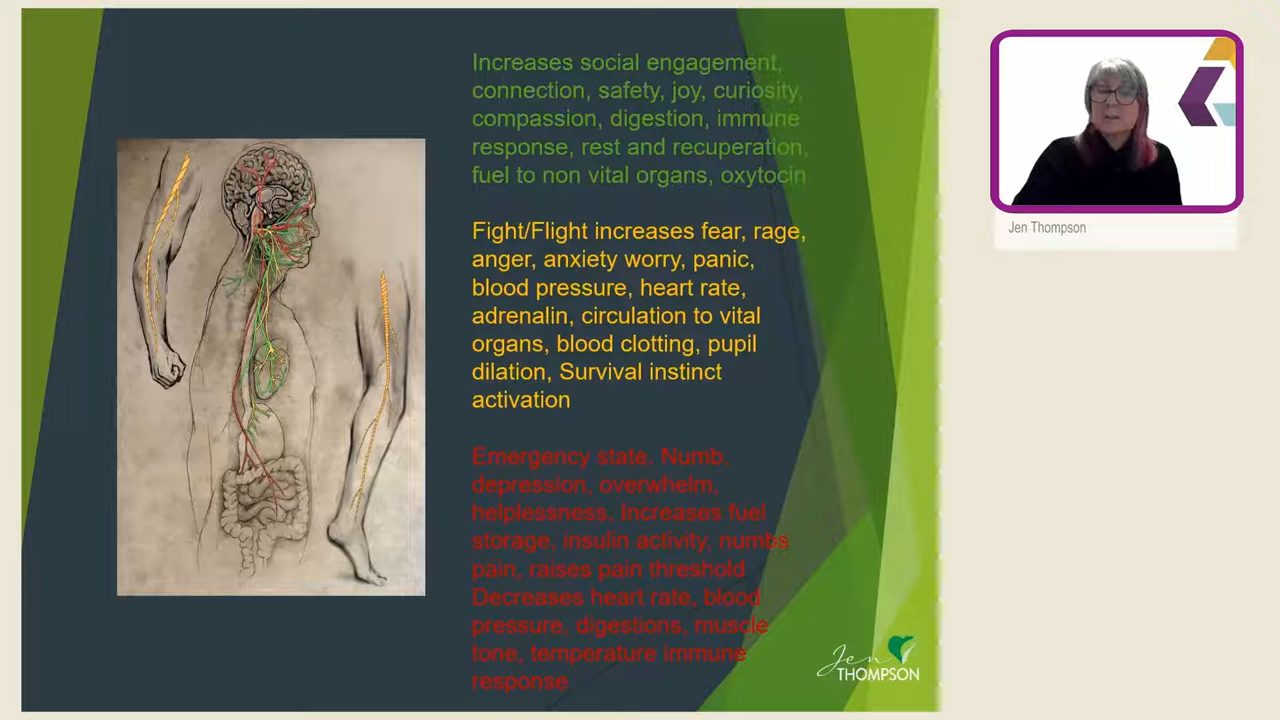 Increases social engagement,
connection, safety, joy, curiosity,
compassion, digestion, immune
response, rest and recuperation,
fuel to non vital organs, oxytocin
Fight/Flight increases fear, rage,
anger, anxiety worry, panic,
blood pressure, heart rate,
adrenalin, circulation to vital
organs, blood clotting, pupil
dilation, Survival instinct
activation
Emergency state. Numb,
depression, overwhelm,
helplessness. Increases fuel
storage, insulin activity, numbs
pain, raises pain threshold
Decreases heart rate, blood
pressure, digestions, muscle
tone, temperature immune
response
Jen
THOMPSON
Jen Thompson